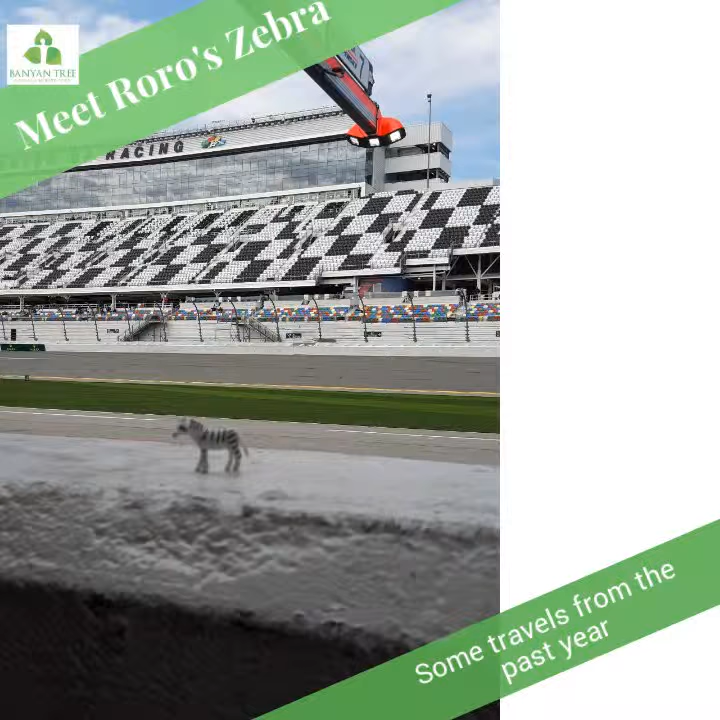 BANYAN TREE
Meet Roro's Zebra
RACING
Some travels from the
past year